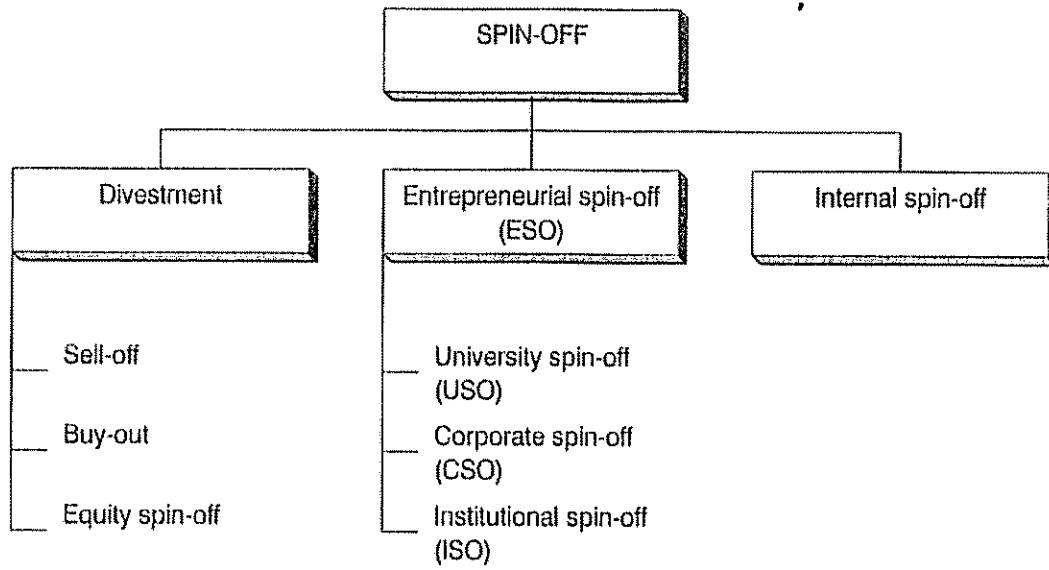 SPIN-OFF
Divestment
Entrepreneurial spin-off
(ESO)
Internal spin-off
Sell-off
Buy-out
Equity spin-off
University spin-off
(USO)
Corporate spin-off
(CSO)
Institutional spin-off
(ISO)